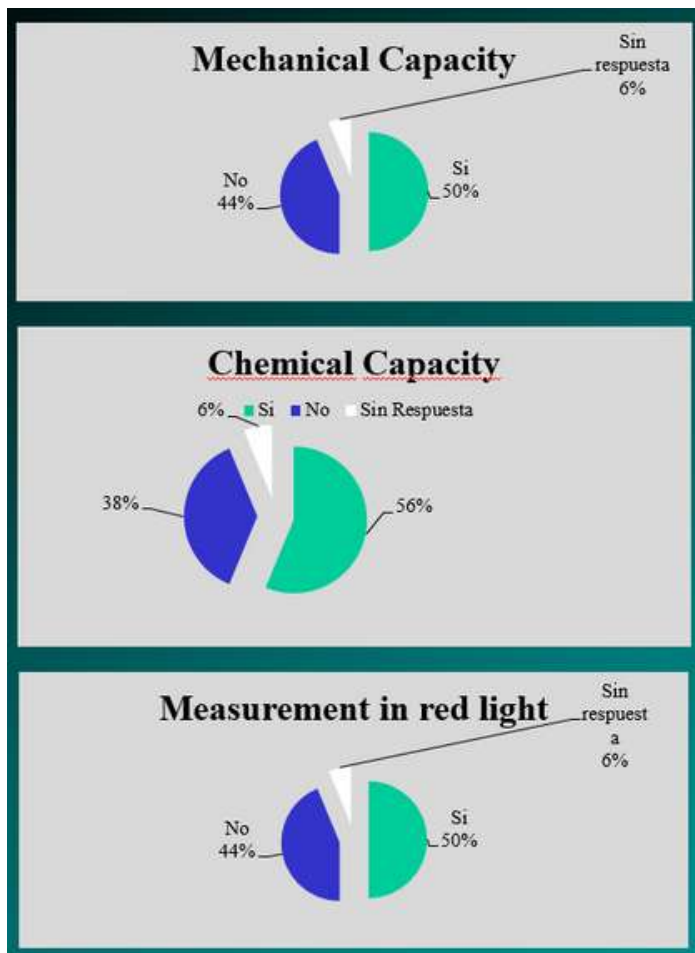 Mechanical Capacity
Sin
respuesta
6%
No
44%
Si
50%
Chemical Capacity
6%
Si No Sin Respuesta
38%
56%
Measurement in red light
Sin
respuest
a
6%
No
44%
Si
50%